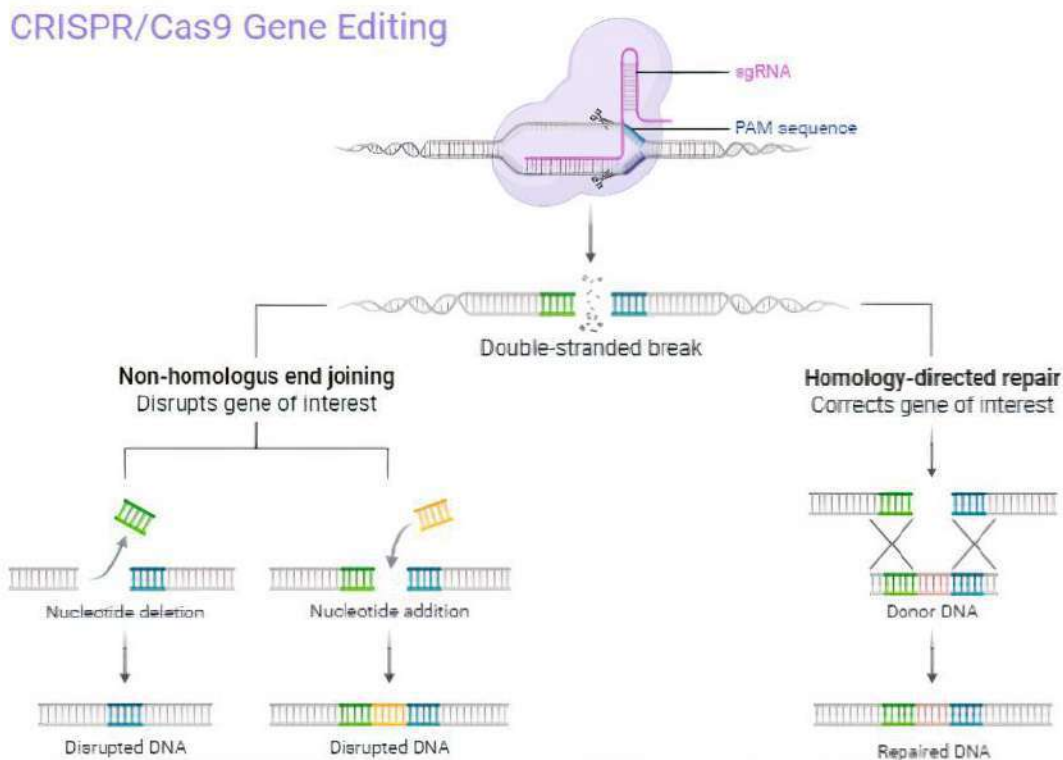 CRISPR/Cas9 Gene Editing
sgRNA
PAM sequence
Double-stranded break
Non-homologus end joining
Disrupts gene of interest
Homology-directed repair
Corrects gene of interest
Nucleotide deletion
Nucleotide addition
Donor DNA
Disrupted DNA
Disrupted DNA
Repaired DNA